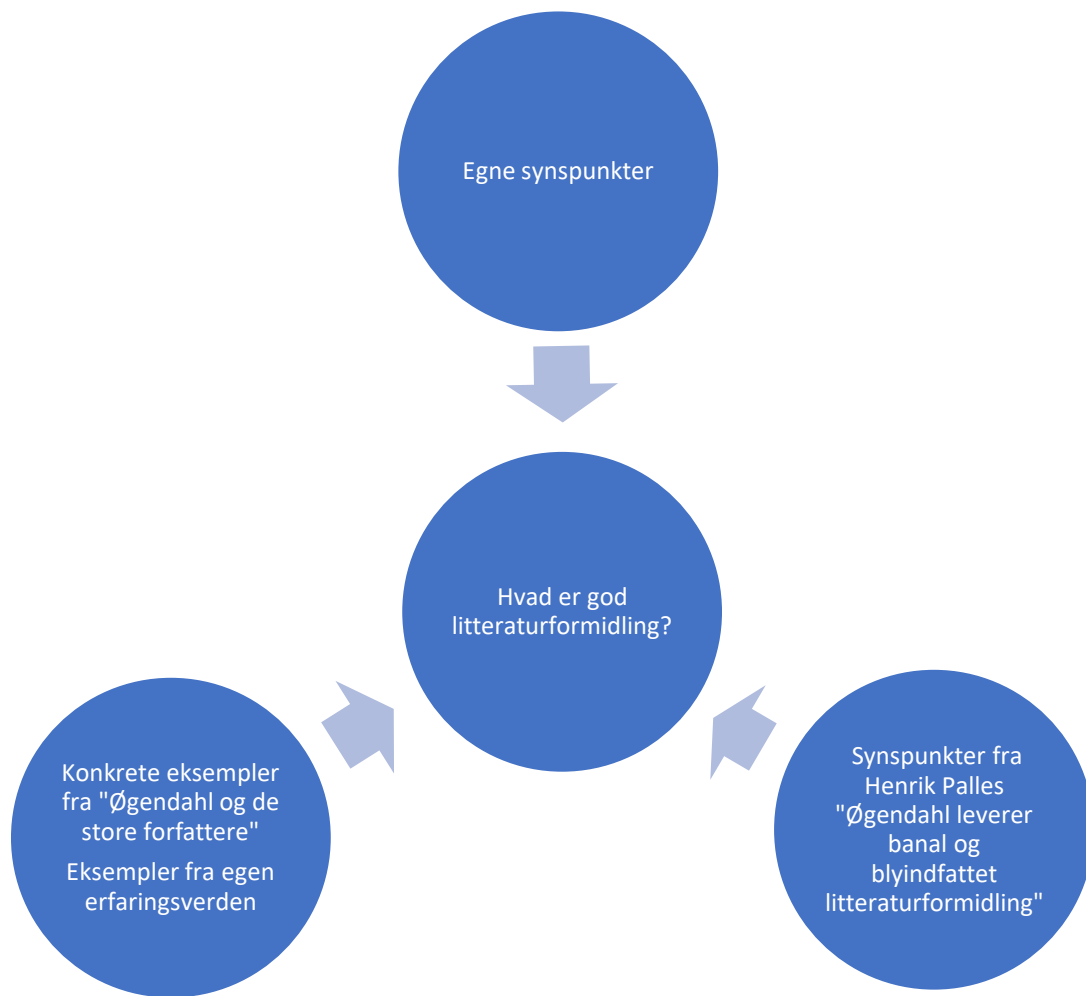 Egne synspunkter
Hvad er god
litteraturformidling?
Konkrete eksempler
fra "Øgendahl og de
store forfattere"
Eksempler fra egen
erfaringsverden
Synspunkter fra
Henrik Palles
"Øgendahl leverer
banal og
blyindfattet
litteraturformidling"